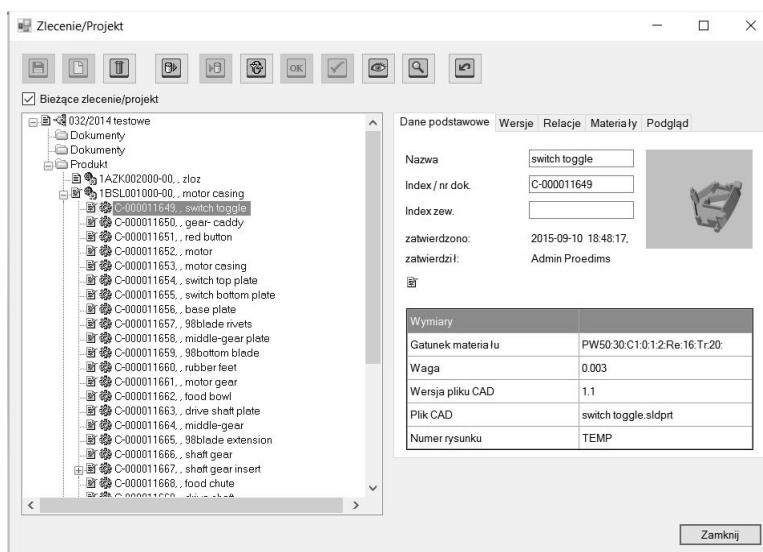 Zlecenie/Projekt
OK
Bieżące zlecenie/projekt
032/2014 testowe
Dokumenty
Dokumenty
Produkt
1AZK002000-00, , zloz
1BSL001000-00, , motor casing
C-000011649, , switch toggle
C-000011650, , gear- caddy
C-000011651, , red button
C-000011652, , motor
C-000011653, , motor casing
C-000011654, , switch top plate
C-000011655, , switch bottom plate
C-000011656, , base plate
C-000011657, , 98blade rivets
C-000011658, , middle-gear plate
C-000011659, , 98bottom blade
C-000011660, , rubber feet
C-000011661, , motor gear
C-000011662, , food bowl
C-000011663, , drive shaft plate
C-000011664, , middle-gear
C-000011665, , 98blade extension
C-000011666, , shaft gear
C-000011667, , shaft gear insert
C-000011668, , food chute
Dane podstawowe Wersje Relacje Materiały Podgląd
Nazwa switch toggle
Index / nr dok. C-000011649
Index zew.
zatwierdzono: 2015-09-10 18:48:17,
zatwierdził: Admin Proedims
Wymiary
Gatunek materiału PW50:30:C1:0:1:2:Re:16:Tr:20:
Waga 0.003
Wersja pliku CAD 1.1
Plik CAD switch toggle.sldprt
Numer rysunku TEMP
Zamknij